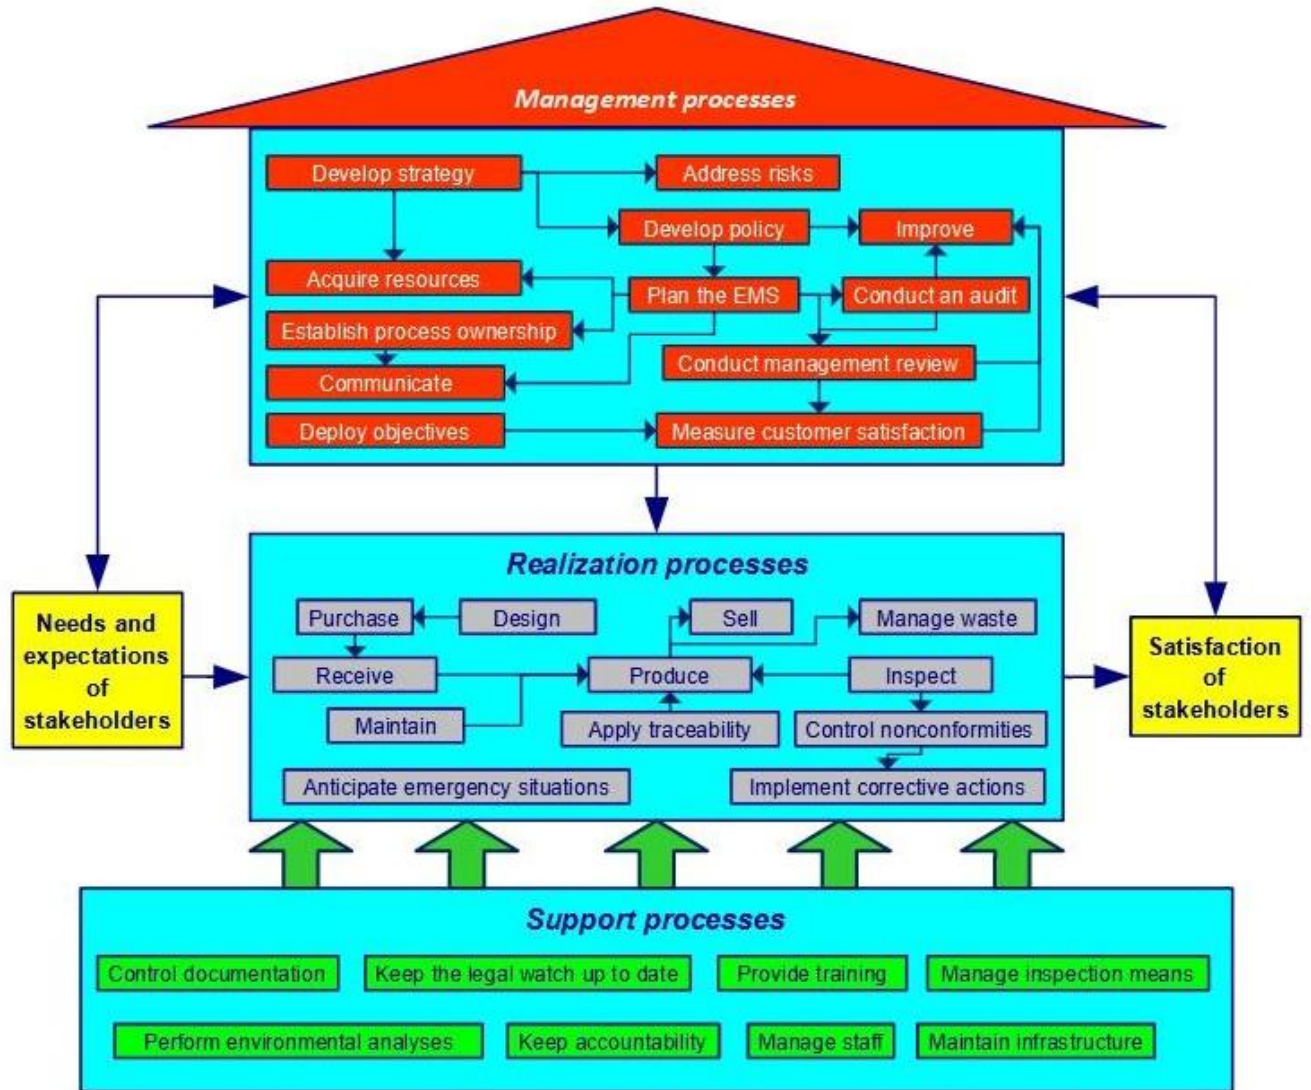 Management processes
Develop strategy
Address risks
Develop policy
Improve
Acquire resources
Plan the EMS
Conduct an audit
Establish process ownership
Conduct management review
Communicate
Deploy objectives
Measure customer satisfaction
Realization processes
Needs and
expectations
of
stakeholders
Purchase
Design
Sell
Manage waste
Receive
Produce
Inspect
Maintain
Apply traceability
Control nonconformities
Anticipate emergency situations
Implement corrective actions
Satisfaction
of
stakeholders
Support processes
Control documentation
Keep the legal watch up to date
Provide training
Manage inspection means
Perform environmental analyses
Keep accountability
Manage staff
Maintain infrastructure